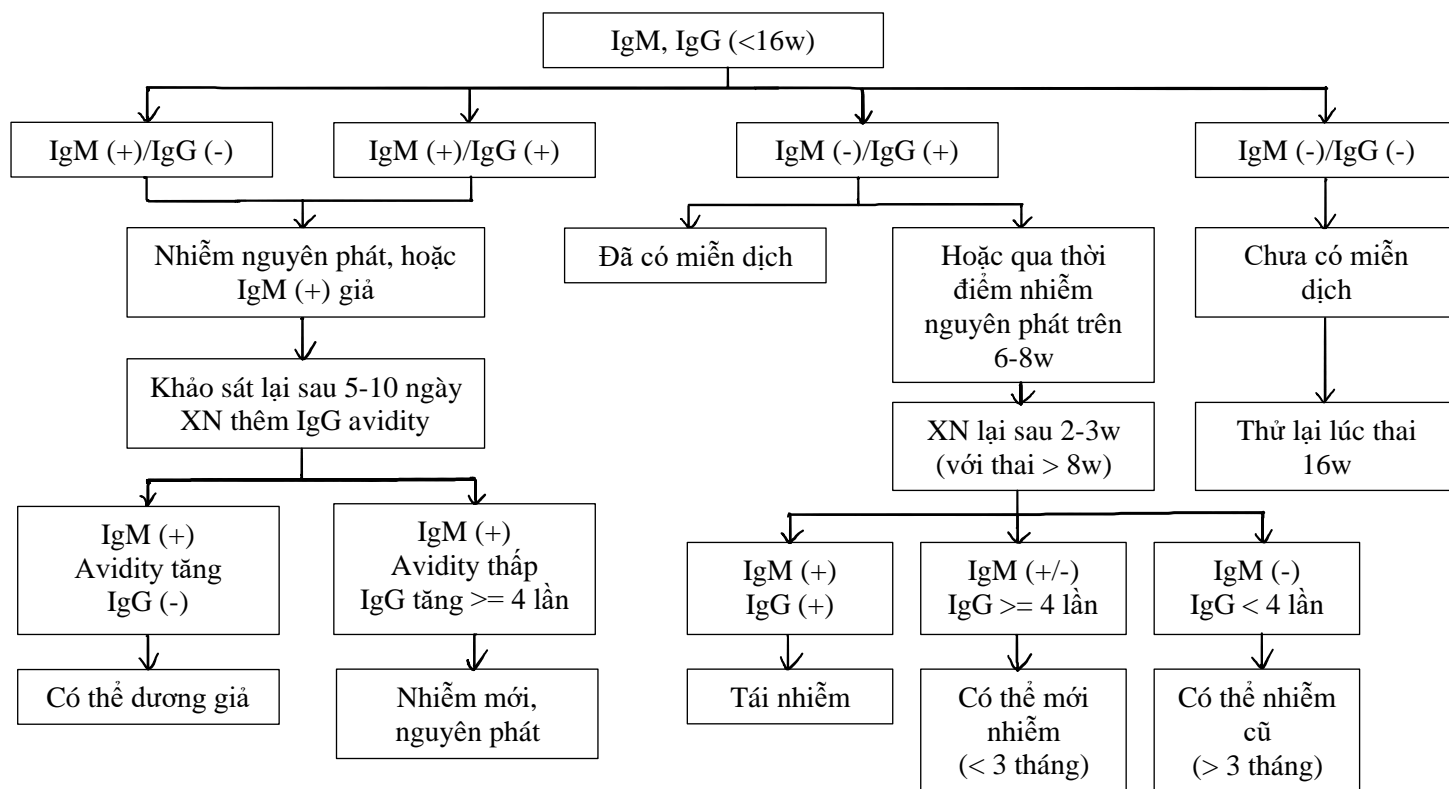 IgM, IgG (<16w)
IgM (+)/IgG (-)
IgM (+)/IgG (+)
IgM (-)/IgG (+)
IgM (-)/IgG (-)
Nhiễm nguyên phát, hoặc
IgM (+) giả
Đã có miễn dịch
Hoặc qua thời
điểm nhiễm
nguyên phát trên
6-8w
Chưa có miễn
dịch
Khảo sát lại sau 5-10 ngày
XN thêm IgG avidity
XN lại sau 2-3w
(với thai > 8w)
Thử lại lúc thai
16w
IgM (+)
Avidity tăng
IgG (-)
IgM (+)
Avidity thấp
IgG tăng >= 4 lần
IgM (+)
IgG (+)
IgM (+/-)
IgG >= 4 lần
IgM (-)
IgG < 4 lần
Có thể dương giả
Nhiễm mới,
nguyên phát
Tái nhiễm
Có thể mới
nhiễm
(< 3 tháng)
Có thể nhiễm
cũ
(> 3 tháng)